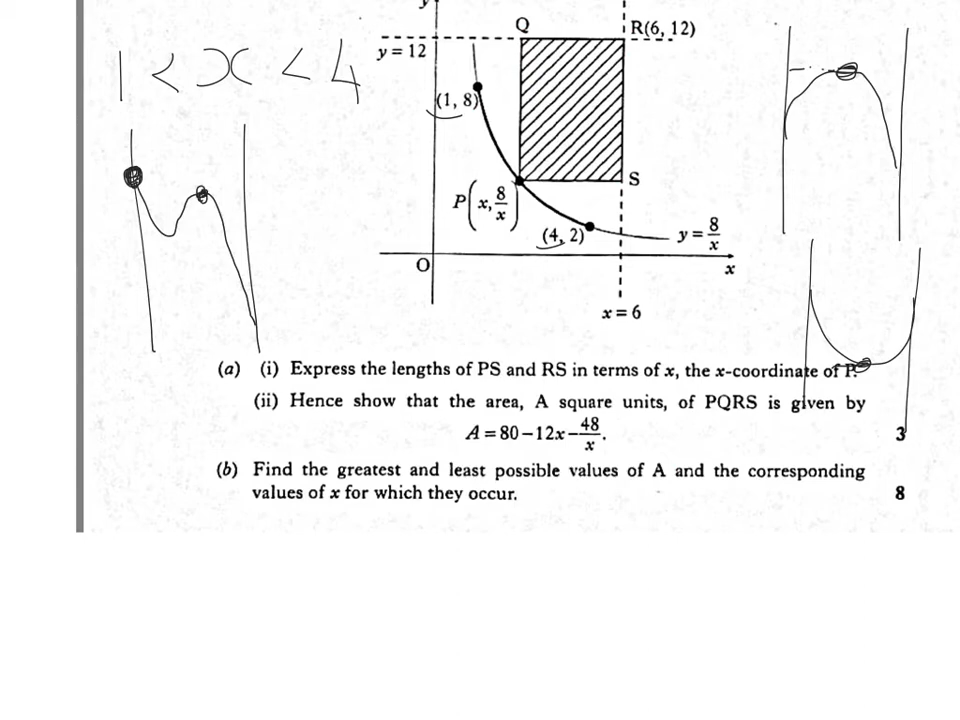 y
Q
R(6, 12)
y = 12
1 < x < 4
(1, 8)
S
P(x, 8/x)
(4, 2)
y = 8/x
O
x
x = 6
(a) (i) Express the lengths of PS and RS in terms of x, the x-coordinate of P.
(ii) Hence show that the area, A square units, of PQRS is given by
A = 80 – 12x – 48/x.
3
(b) Find the greatest and least possible values of A and the corresponding
values of x for which they occur.
8